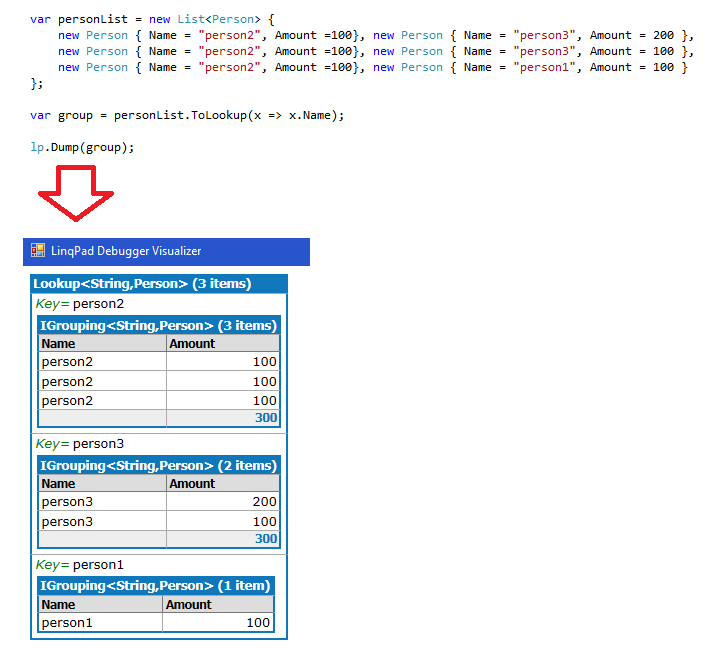 var personList = new List<Person> {
    new Person { Name = "person2", Amount =100}, new Person { Name = "person3", Amount = 200 },
    new Person { Name = "person2", Amount =100}, new Person { Name = "person3", Amount = 100 },
    new Person { Name = "person2", Amount =100}, new Person { Name = "person1", Amount = 100 }
};
var group = personList.ToLookup(x => x.Name);
lp.Dump(group);
LinqPad Debugger Visualizer
Lookup<String,Person> (3 items)
Key= person2
IGrouping<String,Person> (3 items)
Name Amount
person2 100
person2 100
person2 100
300
Key= person3
IGrouping<String,Person> (2 items)
Name Amount
person3 200
person3 100
300
Key= person1
IGrouping<String,Person> (1 item)
Name Amount
person1 100